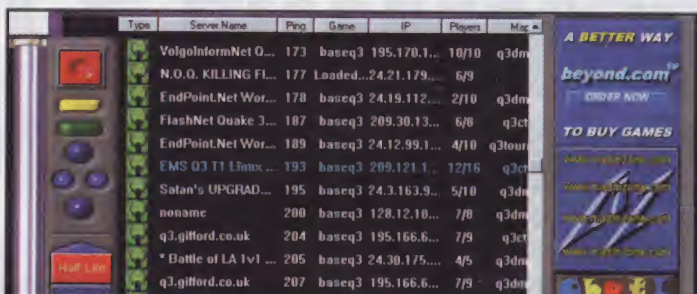 Type Server Name Ping Game IP Players Map
VolgoInformNet Q... 173 baseq3 195.170.1... 10/10 q3dm
N.O.Q. KILLING FI... 177 Loaded... 24.21.179... 6/9
EndPoint.Net Wor... 178 baseq3 24.19.112... 2/10 q3dm
FlashNet Quake 3... 187 baseq3 209.30.13... 6/8 q3ct
EndPoint.Net Wor... 189 baseq3 24.12.99.1... 4/10 q3tour
EMS Q3 T1 Linux ... 193 baseq3 209.121.1... 12/16 q3ct
Satan's UPGRAD... 195 baseq3 24.3.163.9... 5/10 q3dm
noname 200 baseq3 128.12.18... 7/8 q3dm
q3.gifford.co.uk 204 baseq3 195.166.6... 7/9 q3ct
* Battle of LA 1v1 ... 205 baseq3 24.30.175.... 4/5 q3dm
q3.gifford.co.uk 207 baseq3 195.166.6... 7/9 q3dm
Half Life
A BETTER WAY
beyond.com
ORDER NOW
TO BUY GAMES